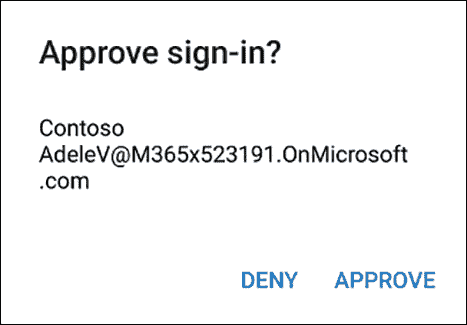 Approve sign-in?
Contoso
AdeleV@M365x523191.OnMicrosoft
.com
DENY APPROVE